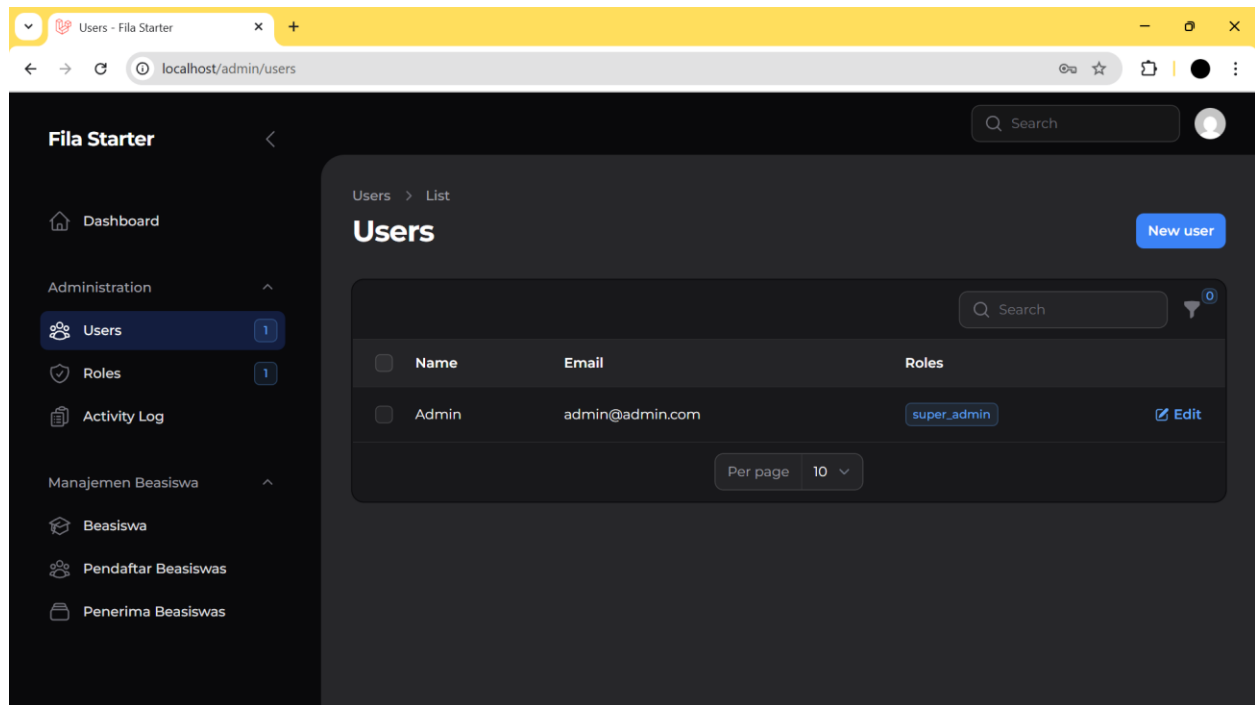 Users - Fila Starter
localhost/admin/users
Fila Starter
Search
Dashboard
Administration
Users 1
Roles 1
Activity Log
Manajemen Beasiswa
Beasiswa
Pendaftar Beasiswas
Penerima Beasiswas
Users > List
Users
New user
Search
0
Name Email Roles
Admin admin@admin.com super_admin Edit
Per page 10